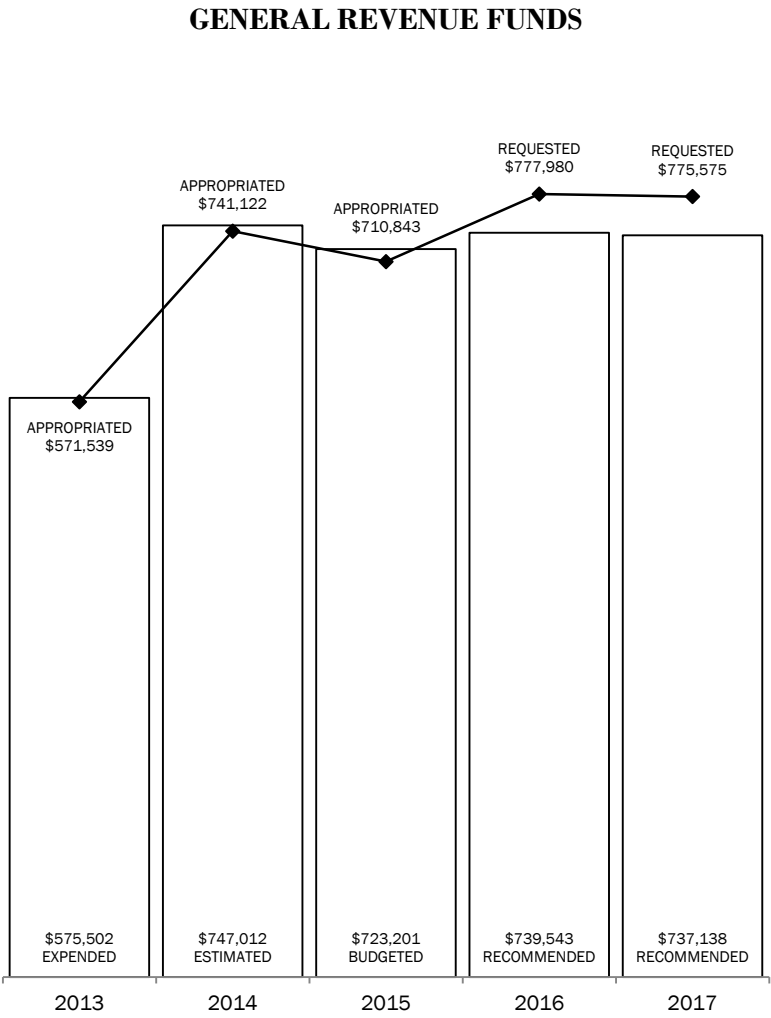 GENERAL REVENUE FUNDS
REQUESTED
$777,980
REQUESTED
$775,575
APPROPRIATED
$741,122
APPROPRIATED
$710,843
APPROPRIATED
$571,539
$575,502
EXPENDED
$747,012
ESTIMATED
$723,201
BUDGETED
$739,543
RECOMMENDED
$737,138
RECOMMENDED
2013
2014
2015
2016
2017